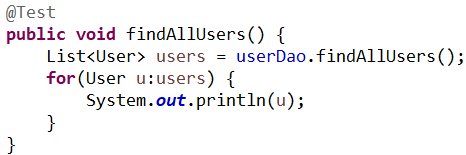 @Test
public void findAllUsers() {
    List<User> users = userDao.findAllUsers();
    for(User u:users) {
        System.out.println(u);
    }
}